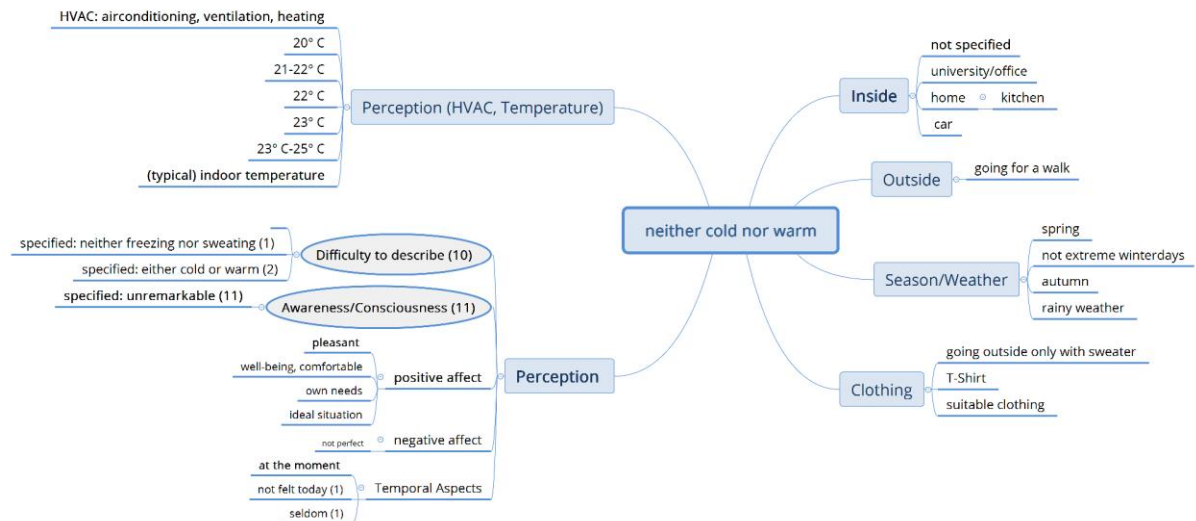 HVAC: airconditioning, ventilation, heating
20° C
21-22° C
22° C
23° C
23° C-25° C
(typical) indoor temperature
Perception (HVAC, Temperature)
specified: neither freezing nor sweating (1)
specified: either cold or warm (2)
Difficulty to describe (10)
specified: unremarkable (11)
Awareness/Consciousness (11)
pleasant
well-being, comfortable
own needs
ideal situation
positive affect
not perfect
negative affect
at the moment
not felt today (1)
seldom (1)
Temporal Aspects
Perception
neither cold nor warm
Inside
not specified
university/office
home
kitchen
car
Outside
going for a walk
Season/Weather
spring
not extreme winterdays
autumn
rainy weather
Clothing
going outside only with sweater
T-Shirt
suitable clothing